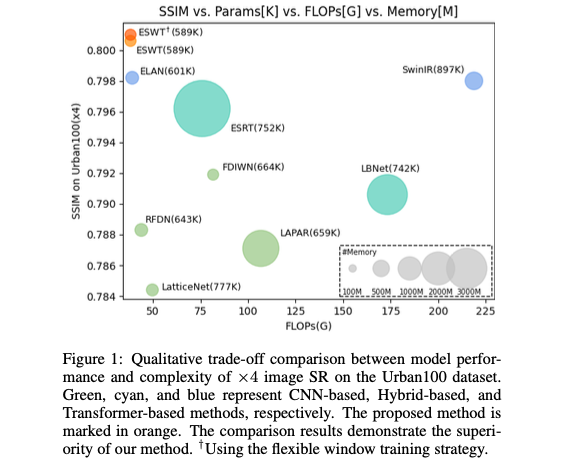 SSIM vs. Params[K] vs. FLOPs[G] vs. Memory[M]
ESWT†(589K)
ESWT(589K)
ELAN(601K)
SwinIR(897K)
ESRT(752K)
FDIWN(664K)
LBNet(742K)
RFDN(643K)
LAPAR(659K)
LatticeNet(777K)
#Memory
100M 500M 1000M 2000M 3000M
SSIM on Urban100(x4)
0.800
0.798
0.796
0.794
0.792
0.790
0.788
0.786
0.784
50 75 100 125 150 175 200 225
FLOPs(G)
Figure 1: Qualitative trade-off comparison between model perfor-
mance and complexity of ×4 image SR on the Urban100 dataset.
Green, cyan, and blue represent CNN-based, Hybrid-based, and
Transformer-based methods, respectively. The proposed method is
marked in orange. The comparison results demonstrate the superi-
ority of our method. †Using the flexible window training strategy.